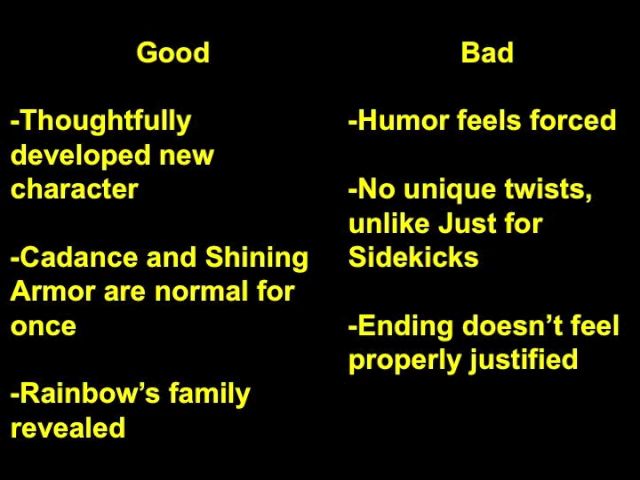 Good
-Thoughtfully
developed new
character
-Cadance and Shining
Armor are normal for
once
-Rainbow’s family
revealed
Bad
-Humor feels forced
-No unique twists,
unlike Just for
Sidekicks
-Ending doesn’t feel
properly justified